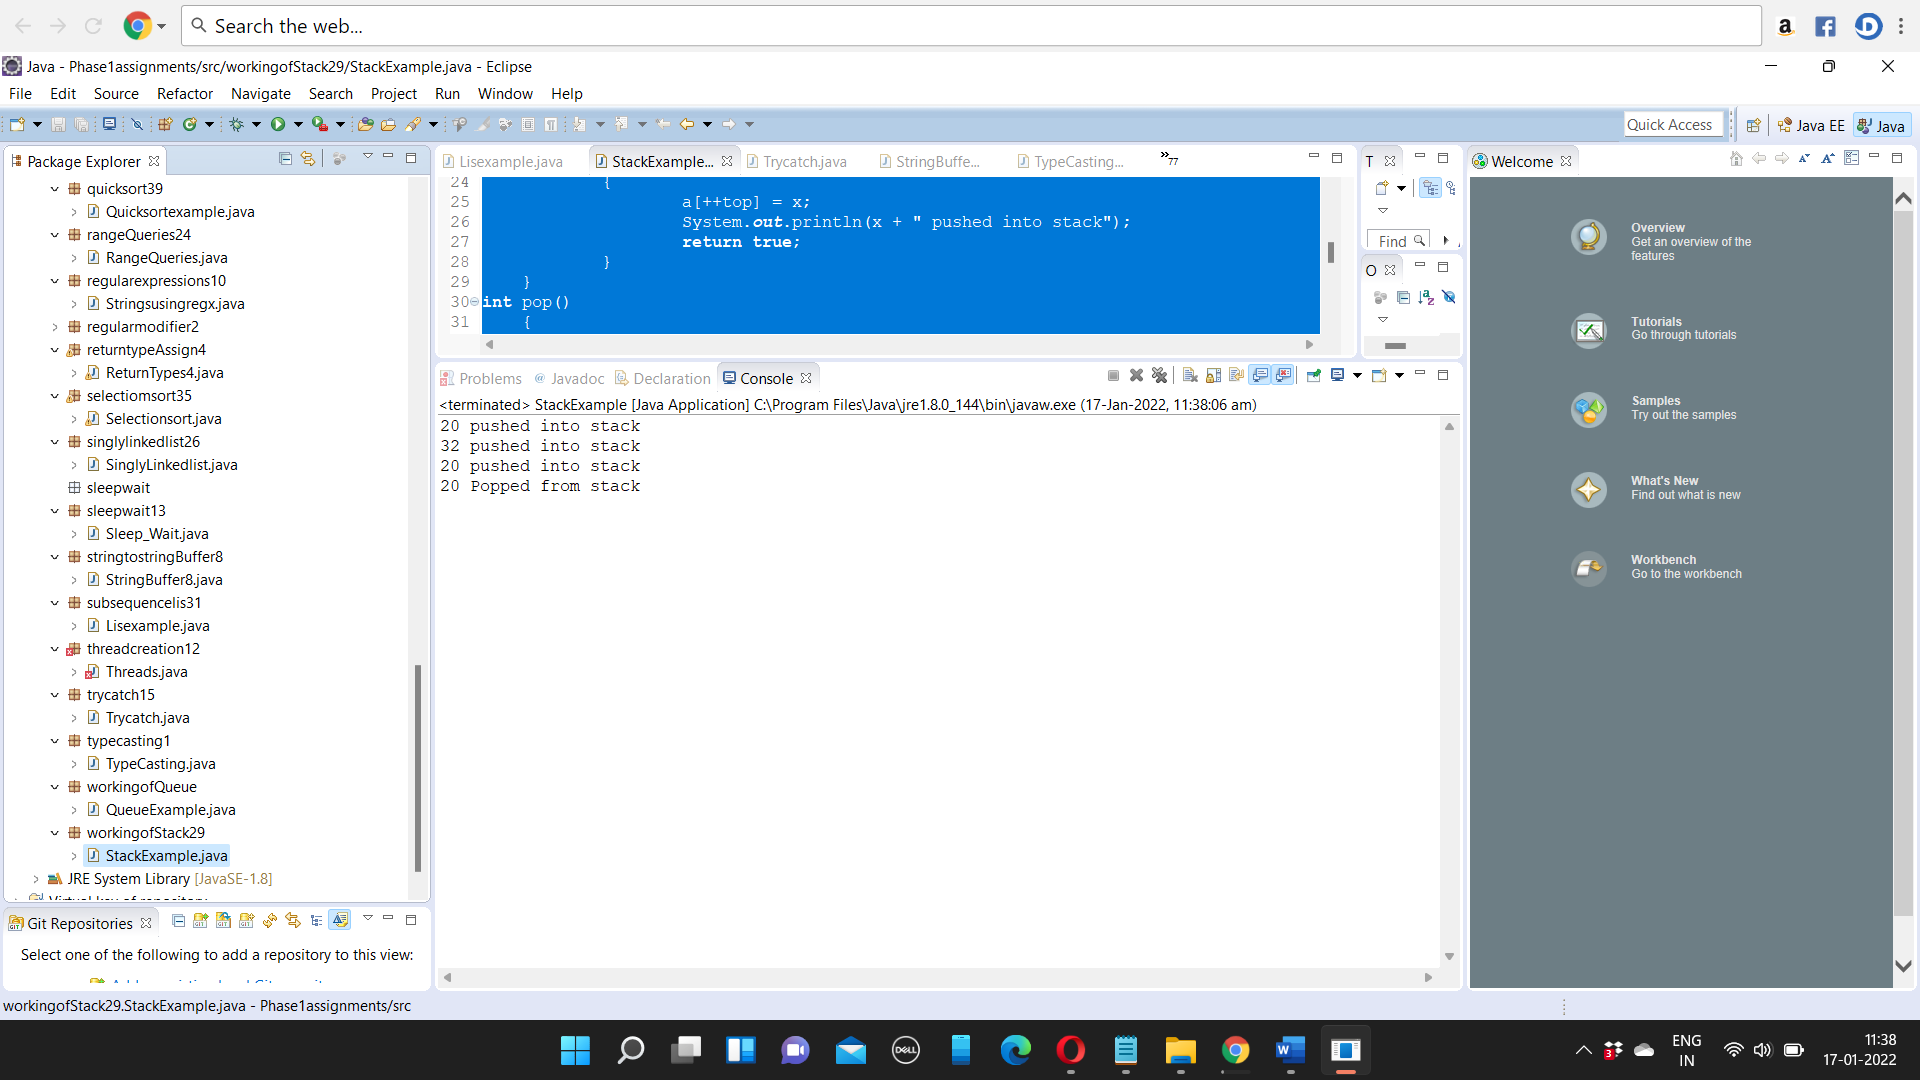 Search the web...
Java - Phase1assignments/src/workingofStack29/StackExample.java - Eclipse
File Edit Source Refactor Navigate Search Project Run Window Help
Quick Access
Java EE
Java
Package Explorer
quicksort39
Quicksortexample.java
rangeQueries24
RangeQueries.java
regularexpressions10
Stringsusingregx.java
regularmodifier2
returntypeAssign4
ReturnTypes4.java
selectiomsort35
Selectionsort.java
singlylinkedlist26
SinglyLinkedlist.java
sleepwait
sleepwait13
Sleep_Wait.java
stringtostringBuffer8
StringBuffer8.java
subsequencelis31
Lisexample.java
threadcreation12
Threads.java
trycatch15
Trycatch.java
typecasting1
TypeCasting.java
workingofQueue
QueueExample.java
workingofStack29
StackExample.java
JRE System Library [JavaSE-1.8]
Git Repositories
Select one of the following to add a repository to this view:
Lisexample.java StackExample... Trycatch.java StringBuffe... TypeCasting... »77
24 {
25 a[++top] = x;
26 System.out.println(x + " pushed into stack");
27 return true;
28 }
29 }
30 int pop()
31 {
T
Find
O
Problems @ Javadoc Declaration Console
<terminated> StackExample [Java Application] C:\Program Files\Java\jre1.8.0_144\bin\javaw.exe (17-Jan-2022, 11:38:06 am)
20 pushed into stack
32 pushed into stack
20 pushed into stack
20 Popped from stack
Welcome
Overview
Get an overview of the
features
Tutorials
Go through tutorials
Samples
Try out the samples
What's New
Find out what is new
Workbench
Go to the workbench
workingofStack29.StackExample.java - Phase1assignments/src
DELL
3
ENG
IN
11:38
17-01-2022